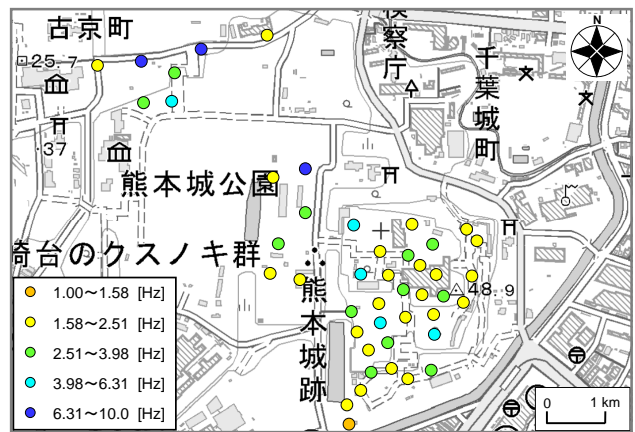 古京町
検察庁
千葉城町
N
25.7
37
熊本城公園
崎台のクスノキ群
熊本城跡
48.9
1.00～1.58 [Hz]
1.58～2.51 [Hz]
2.51～3.98 [Hz]
3.98～6.31 [Hz]
6.31～10.0 [Hz]
0 1 km